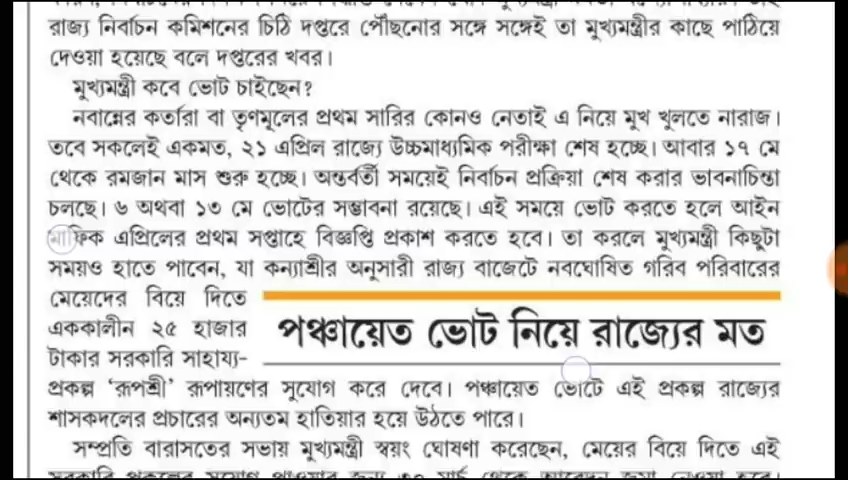 রাজ্য নির্বাচন কমিশনের চিঠি দপ্তরে পৌঁছনোর সঙ্গে সঙ্গেই তা মুখ্যমন্ত্রীর কাছে পাঠিয়ে
দেওয়া হয়েছে বলে দপ্তরের খবর।
মুখ্যমন্ত্রী কবে ভোট চাইছেন?
নবান্নের কর্তারা বা তৃণমূলের প্রথম সারির কোনও নেতাই এ নিয়ে মুখ খুলতে নারাজ।
তবে সকলেই একমত, ২১ এপ্রিল রাজ্যে উচ্চমাধ্যমিক পরীক্ষা শেষ হচ্ছে। আবার ১৭ মে
থেকে রমজান মাস শুরু হচ্ছে। অন্তর্বর্তী সময়েই নির্বাচন প্রক্রিয়া শেষ করার ভাবনাচিন্তা
চলছে। ৬ অথবা ১৩ মে ভোটের সম্ভাবনা রয়েছে। এই সময়ে ভোট করতে হলে আইন
মাফিক এপ্রিলের প্রথম সপ্তাহে বিজ্ঞপ্তি প্রকাশ করতে হবে। তা করলে মুখ্যমন্ত্রী কিছুটা
সময়ও হাতে পাবেন, যা কন্যাশ্রীর অনুসারী রাজ্য বাজেটে নবঘোষিত গরিব পরিবারের
মেয়েদের বিয়ে দিতে
এককালীন ২৫ হাজার
টাকার সরকারি সাহায্য-
পঞ্চায়েত ভোট নিয়ে রাজ্যের মত
প্রকল্প ‘রূপশ্রী’ রূপায়ণের সুযোগ করে দেবে। পঞ্চায়েত ভোটে এই প্রকল্প রাজ্যের
শাসকদলের প্রচারের অন্যতম হাতিয়ার হয়ে উঠতে পারে।
সম্প্রতি বারাসতের সভায় মুখ্যমন্ত্রী স্বয়ং ঘোষণা করেছেন, মেয়ের বিয়ে দিতে এই